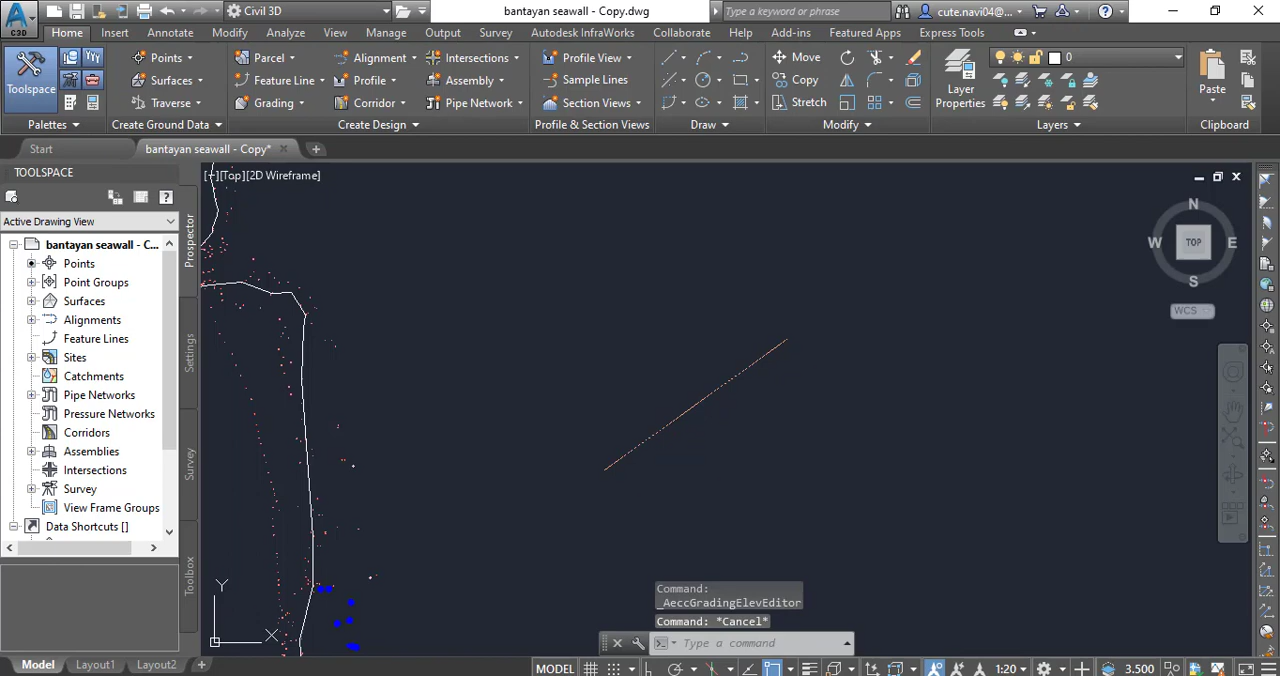 Civil 3D
bantayan seawall - Copy.dwg
Type a keyword or phrase
cute.navi04@...
C3D
Home Insert Annotate Modify Analyze View Manage Output Survey Autodesk InfraWorks Collaborate Help Add-ins Featured Apps Express Tools
Toolspace
Points
Surfaces
Traverse
Parcel
Feature Line
Grading
Alignment
Profile
Corridor
Intersections
Assembly
Pipe Network
Profile View
Sample Lines
Section Views
Move
Copy
Stretch
Layer
Properties
0
Paste
Palettes Create Ground Data Create Design Profile & Section Views Draw Modify Layers Clipboard
Start bantayan seawall - Copy*
TOOLSPACE
[-][Top][2D Wireframe]
Active Drawing View
bantayan seawall - C...
Points
Point Groups
Surfaces
Alignments
Feature Lines
Sites
Catchments
Pipe Networks
Pressure Networks
Corridors
Assemblies
Intersections
Survey
View Frame Groups
Data Shortcuts []
Prospector
Settings
Survey
Toolbox
N
W TOP E
S
WCS
Y
X
Command:
_AeccGradingElevEditor
Command: *Cancel*
Type a command
Model Layout1 Layout2
MODEL
1:20
3.500